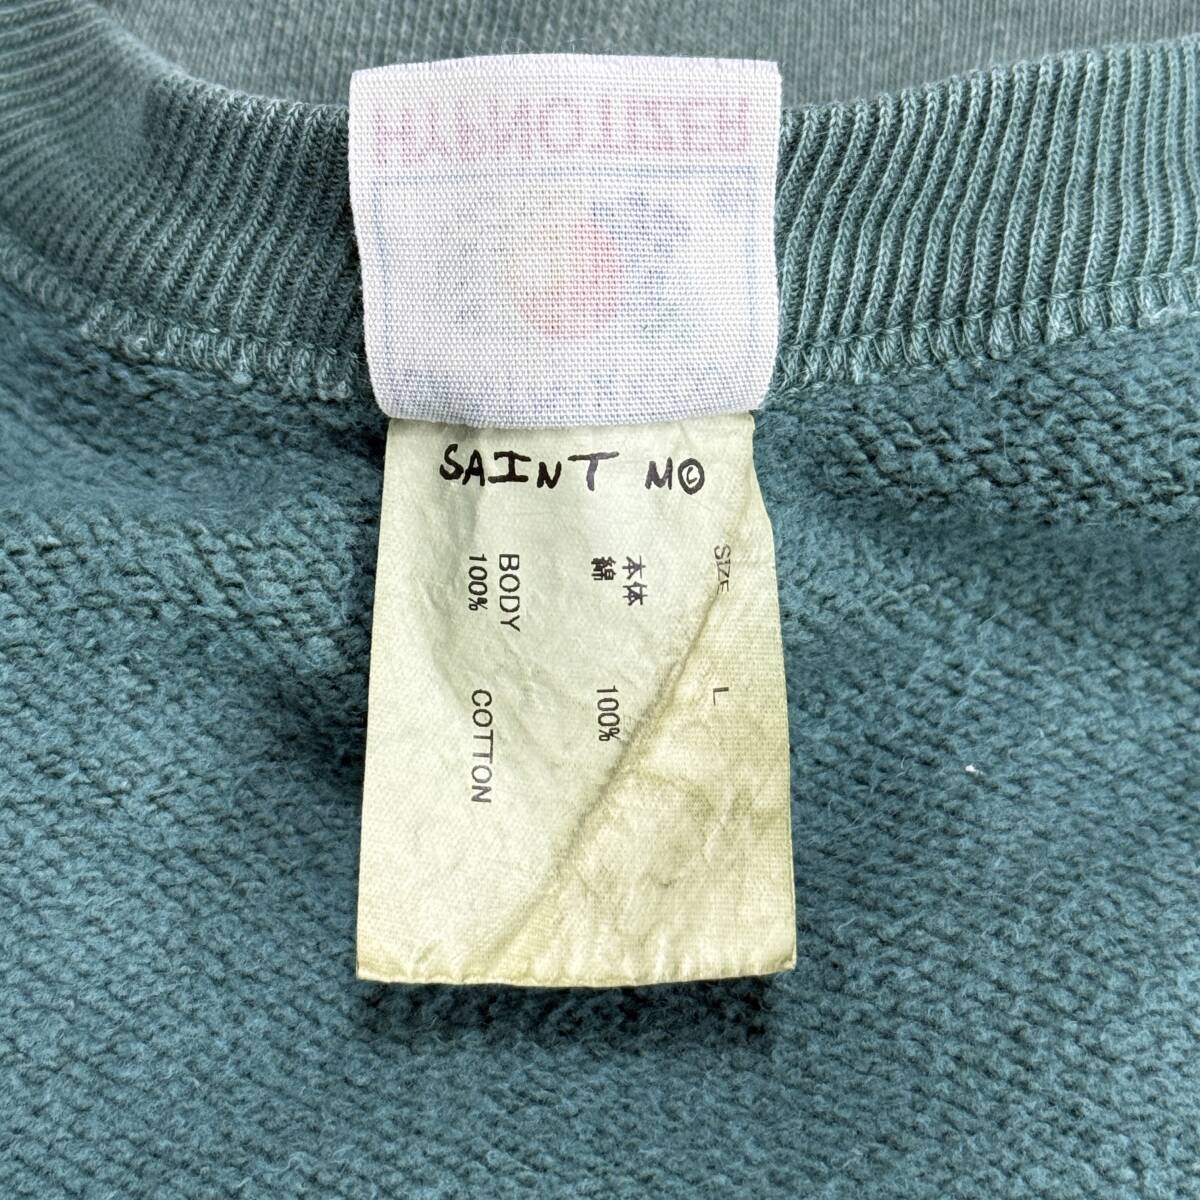 SAINT M©
SIZE L
本体
綿 100%
BODY
100% COTTON